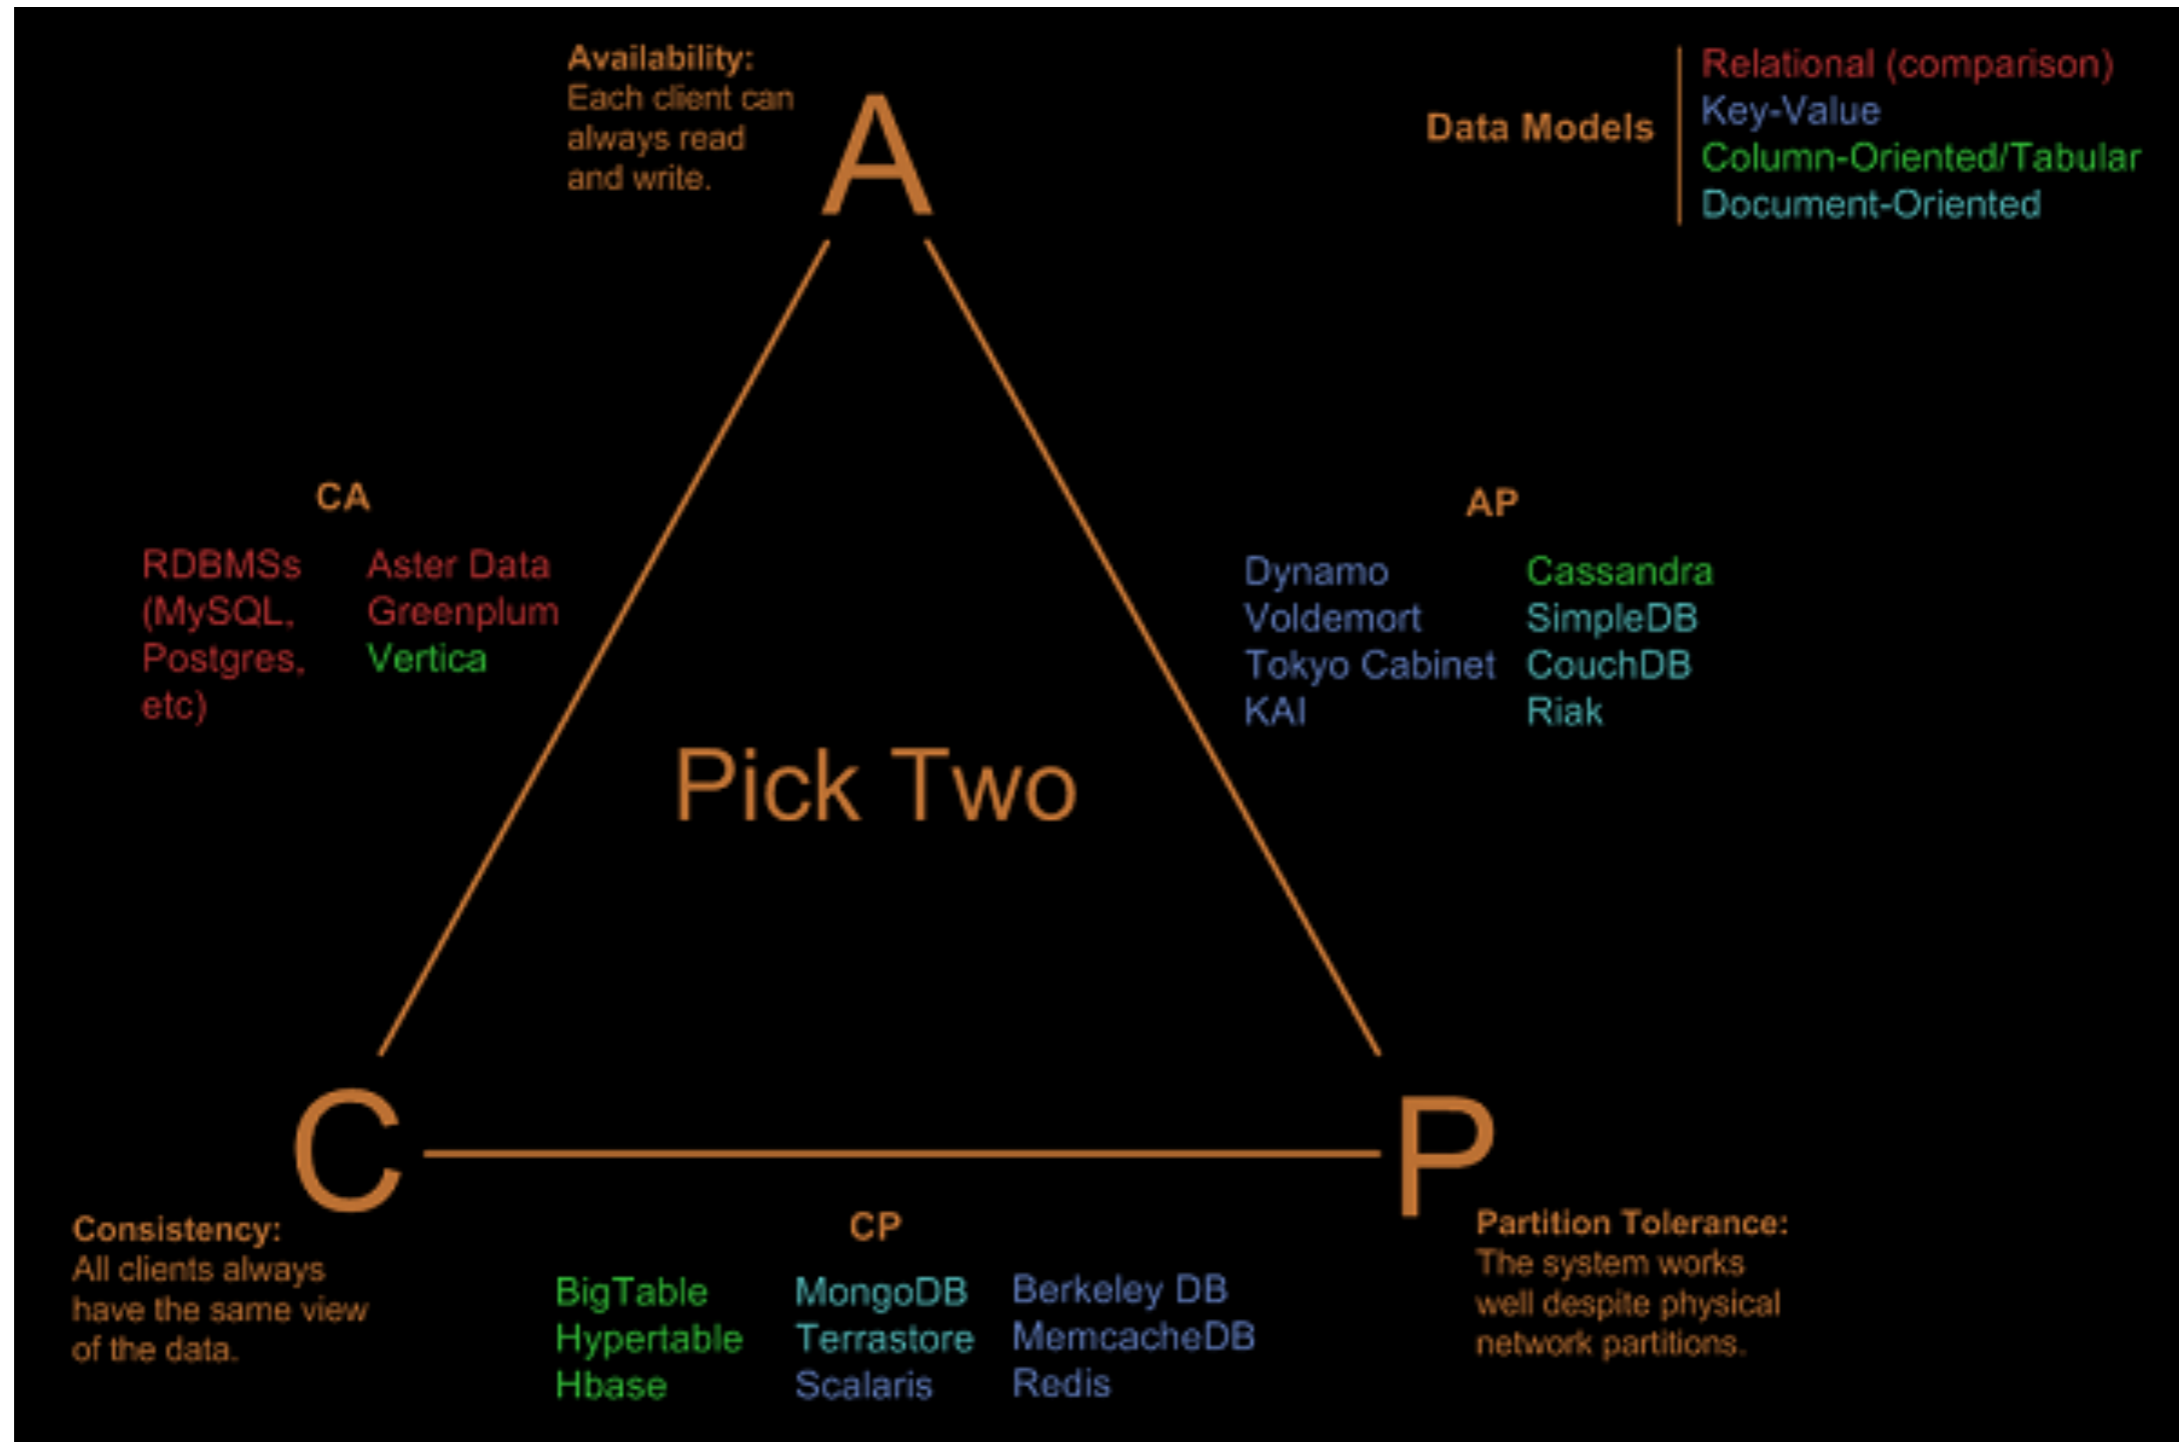 Availability:
Each client can
always read
and write.
A
Data Models
Relational (comparison)
Key-Value
Column-Oriented/Tabular
Document-Oriented
CA
RDBMSs
(MySQL,
Postgres,
etc)
Aster Data
Greenplum
Vertica
AP
Dynamo
Voldemort
Tokyo Cabinet
KAI
Cassandra
SimpleDB
CouchDB
Riak
Pick Two
C
Consistency:
All clients always
have the same view
of the data.
CP
BigTable
Hypertable
Hbase
MongoDB
Terrastore
Scalaris
Berkeley DB
MemcacheDB
Redis
P
Partition Tolerance:
The system works
well despite physical
network partitions.